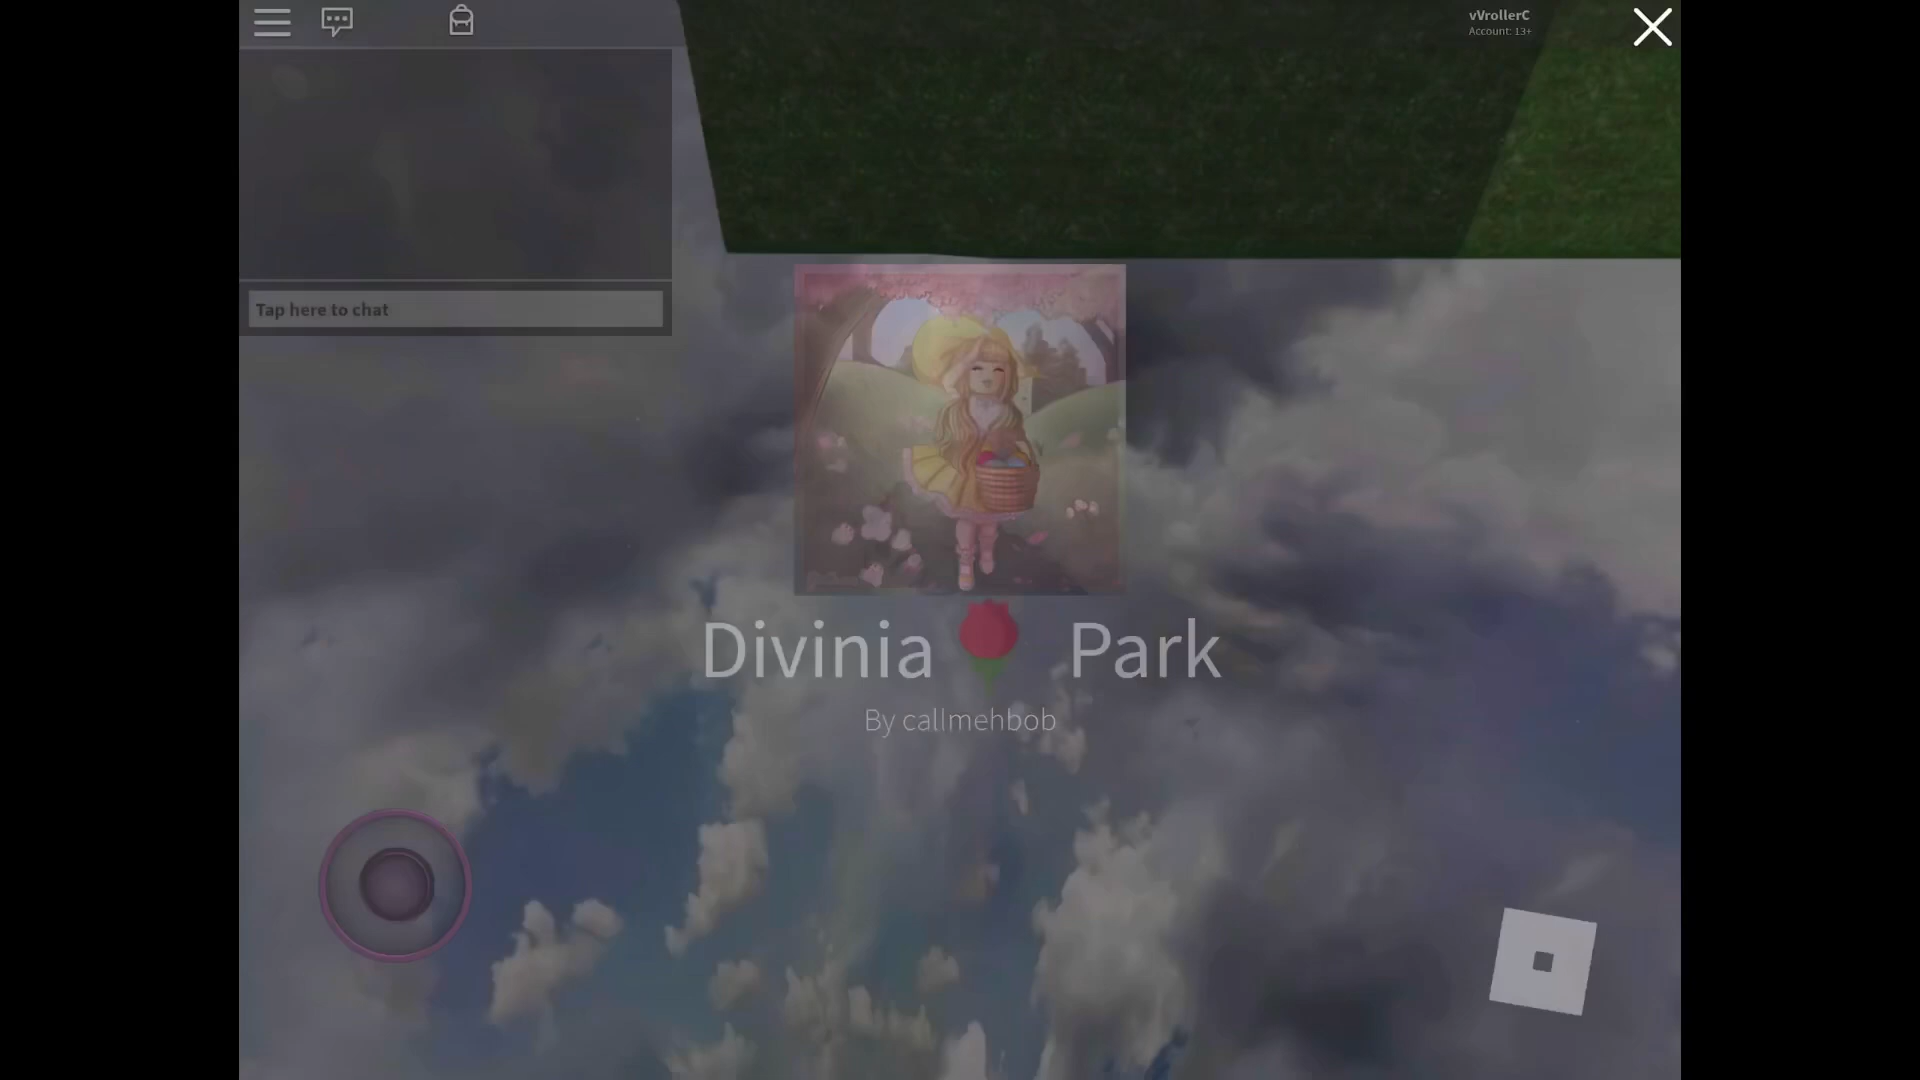 vVrollerC
Account: 13+
Tap here to chat
Divinia 🌹 Park
By callmehbob